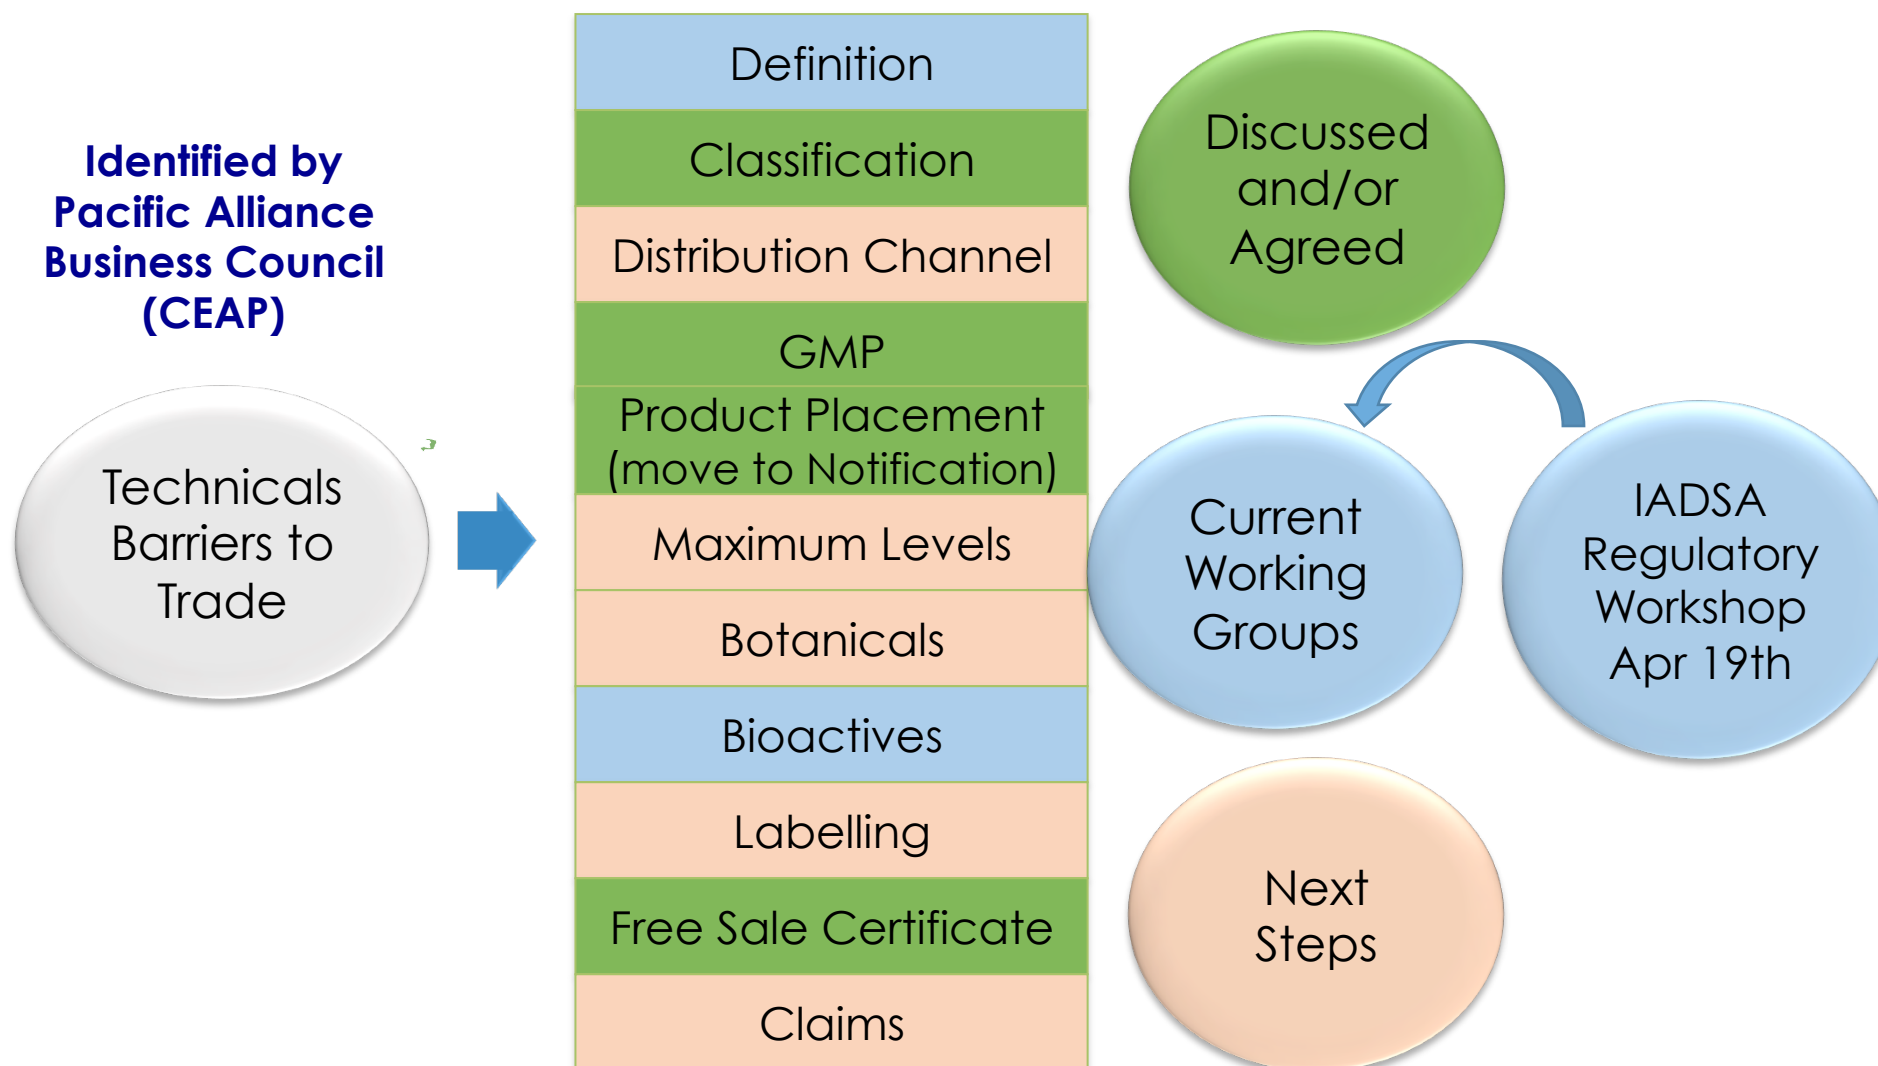 Identified by
Pacific Alliance
Business Council
(CEAP)
Technicals
Barriers to
Trade
Definition
Classification
Distribution Channel
GMP
Product Placement
(move to Notification)
Maximum Levels
Botanicals
Bioactives
Labelling
Free Sale Certificate
Claims
Discussed
and/or
Agreed
Current
Working
Groups
IADSA
Regulatory
Workshop
Apr 19th
Next
Steps